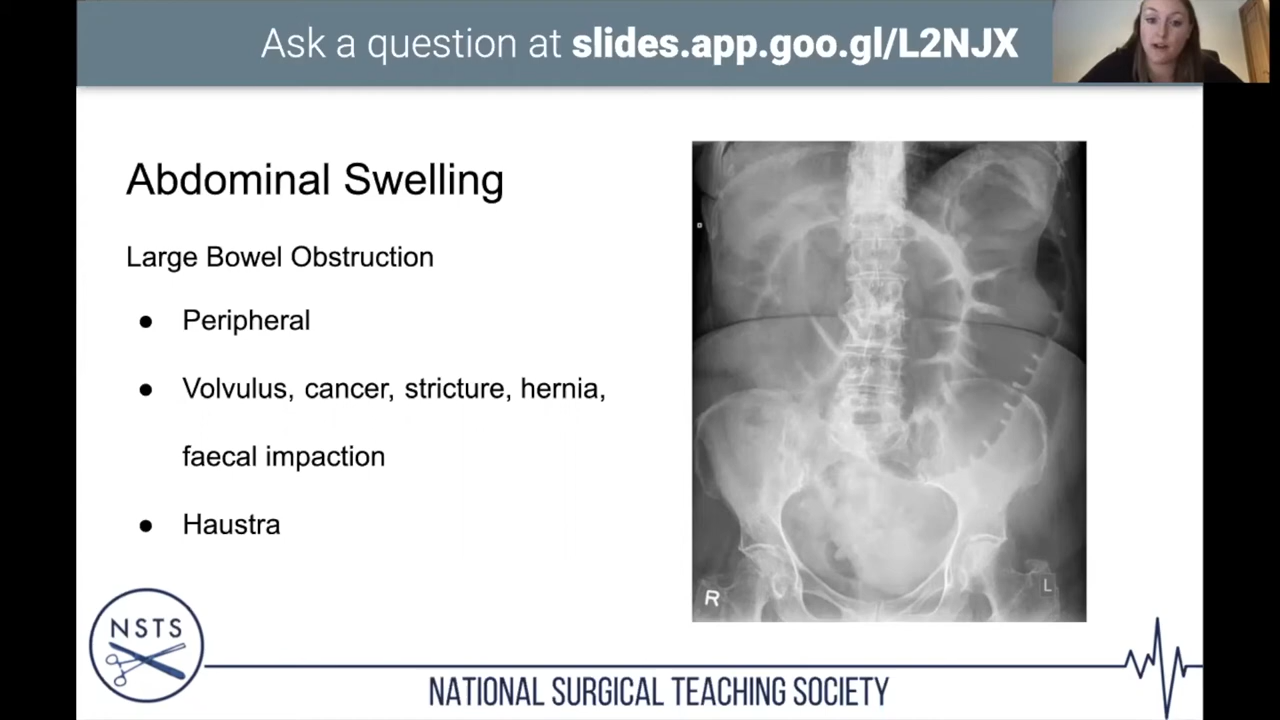 Ask a question at slides.app.goo.gl/L2NJX
Abdominal Swelling
Large Bowel Obstruction
● Peripheral
● Volvulus, cancer, stricture, hernia,
faecal impaction
● Haustra
R
L
NSTS
NATIONAL SURGICAL TEACHING SOCIETY